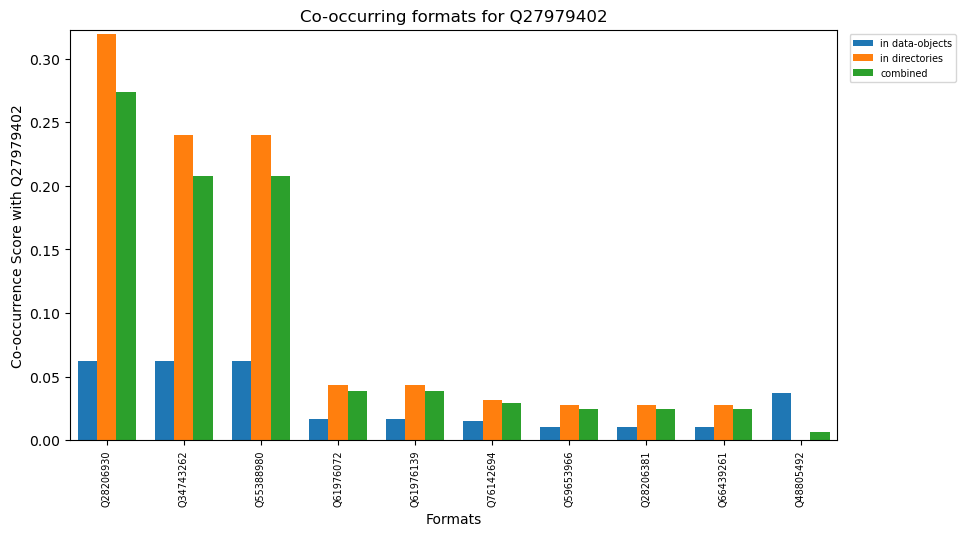 Co-occurring formats for Q27979402
in data-objects
in directories
combined
Co-occurrence Score with Q27979402
0.30
0.25
0.20
0.15
0.10
0.05
0.00
Q28206930
Q34743262
Q55388980
Q61976072
Q61976139
Q76142694
Q59653966
Q28206381
Q66439261
Q48805492
Formats